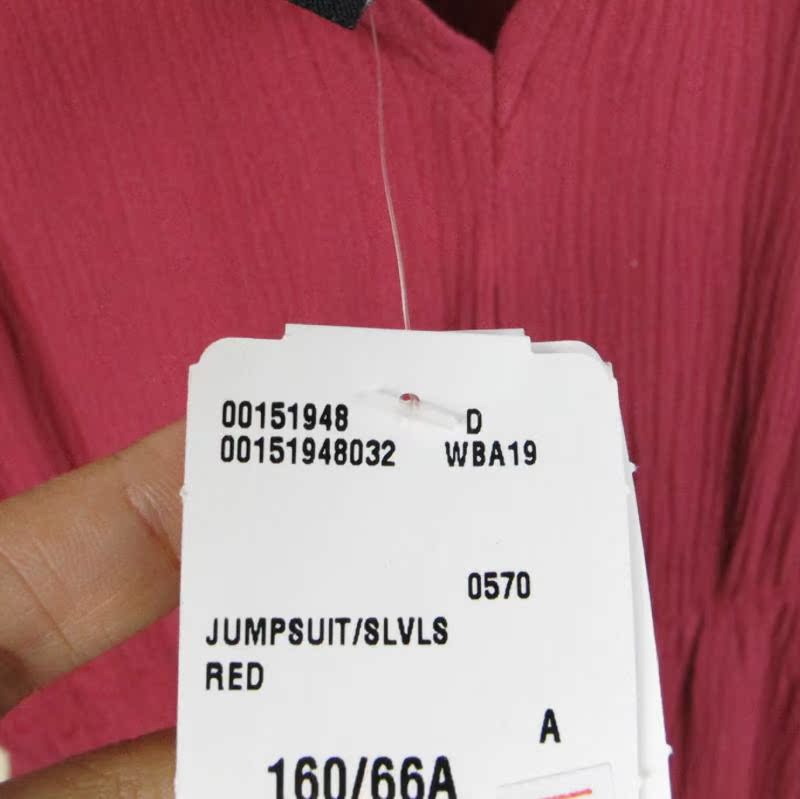 00151948 D
00151948032 WBA19
0570
JUMPSUIT/SLVLS
RED
A
160/66A